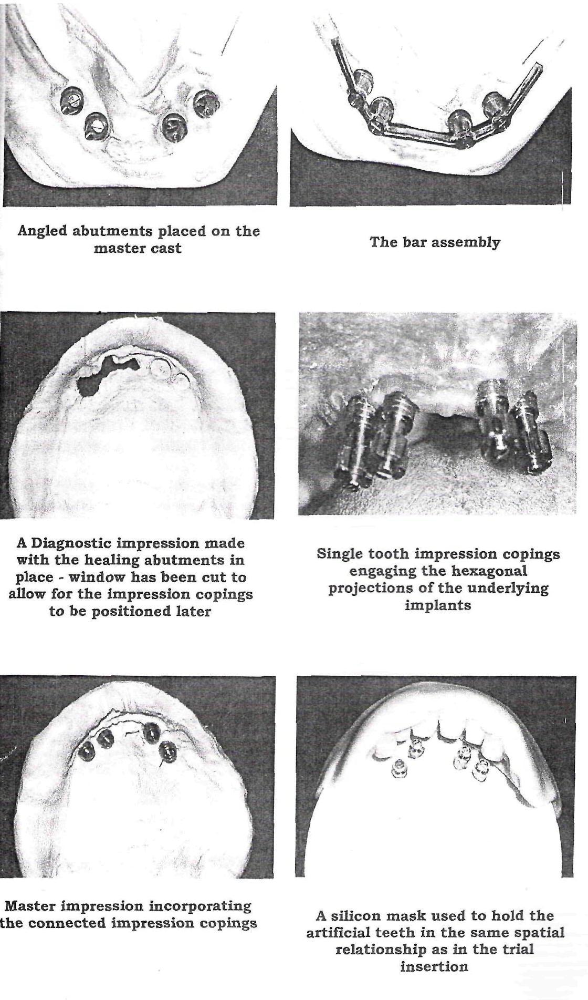 Angled abutments placed on the
master cast
The bar assembly
A Diagnostic impression made
with the healing abutments in
place - window has been cut to
allow for the impression copings
to be positioned later
Single tooth impression copings
engaging the hexagonal
projections of the underlying
implants
Master impression incorporating
the connected impression copings
A silicon mask used to hold the
artificial teeth in the same spatial
relationship as in the trial
insertion